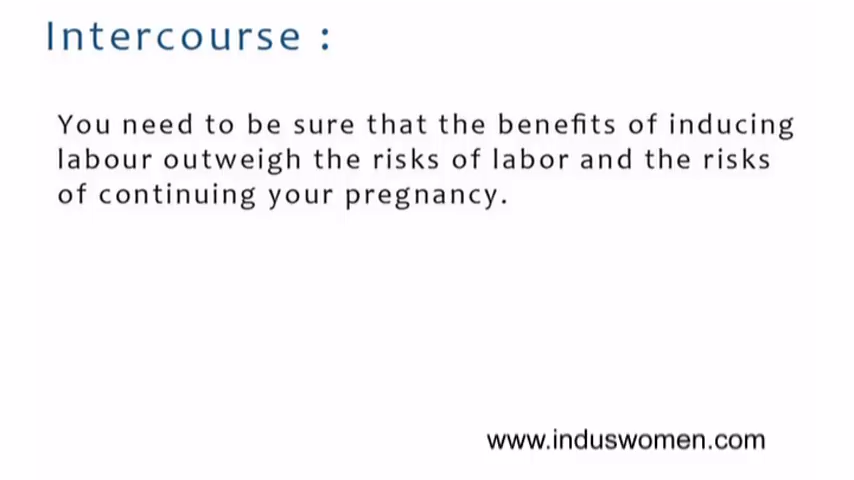 Intercourse :
You need to be sure that the benefits of inducing
labour outweigh the risks of labor and the risks
of continuing your pregnancy.
www.induswomen.com